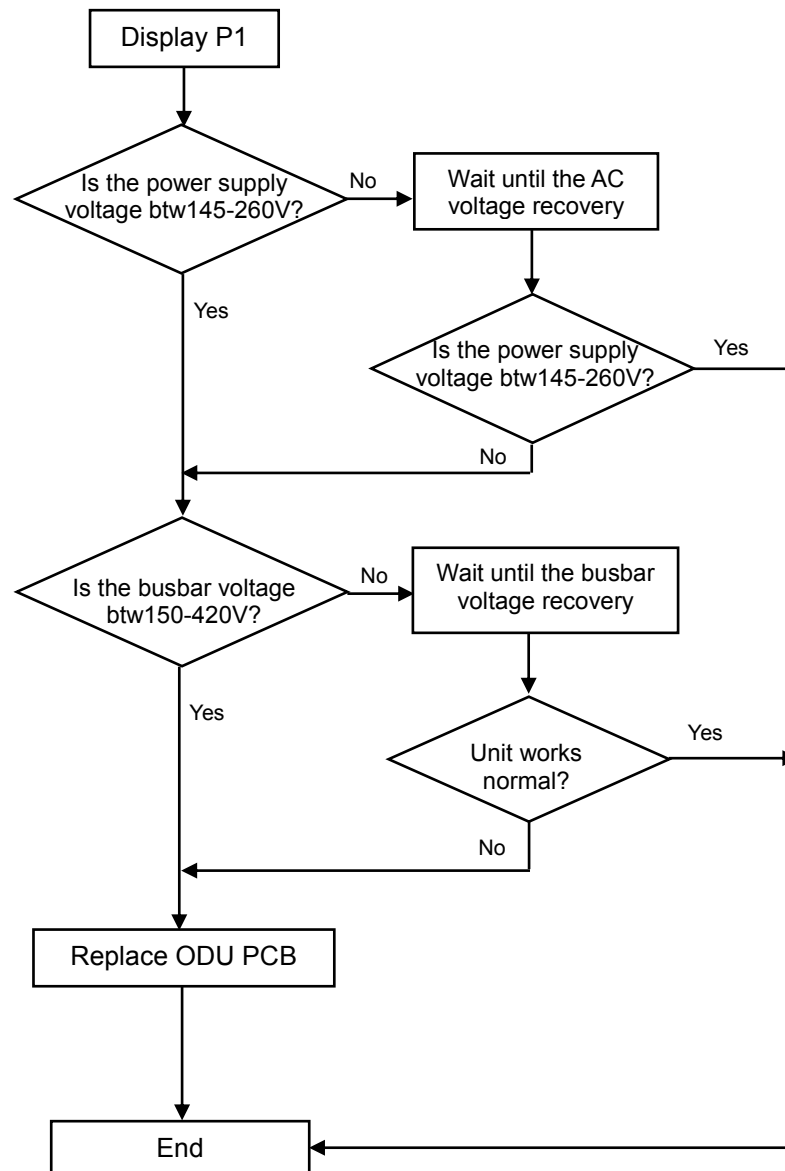 Display P1
Is the power supply
voltage btw145-260V?
No
Wait until the AC
voltage recovery
Yes
Is the power supply
voltage btw145-260V?
Yes
No
Is the busbar voltage
btw150-420V?
No
Wait until the busbar
voltage recovery
Yes
Unit works
normal?
Yes
No
Replace ODU PCB
End